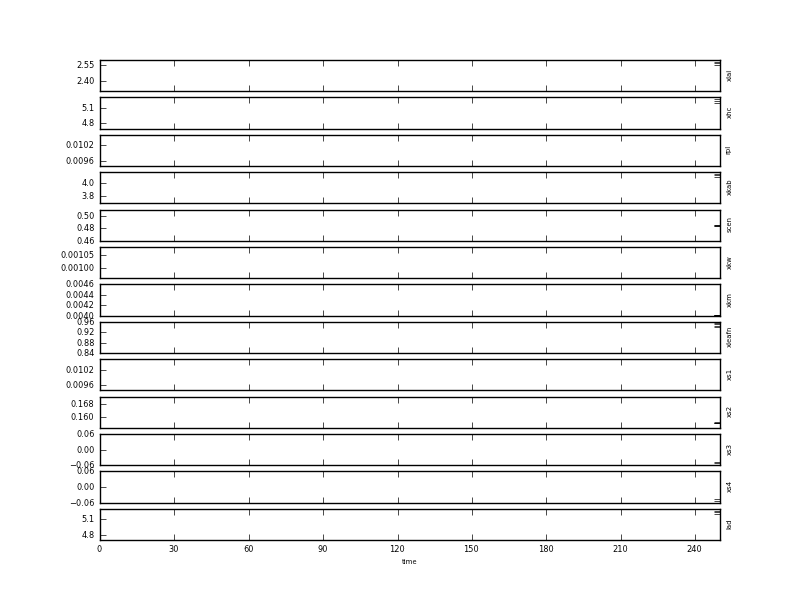 2.55
2.40
xlai
5.1
4.8
xhc
0.0102
0.0096
rpi
4.0
3.8
xkab
0.50
0.48
0.46
scen
0.00105
0.00100
xkw
0.0046
0.0044
0.0042
0.0040
xkm
0.96
0.92
0.88
0.84
xleafn
0.0102
0.0096
xs1
0.168
0.160
xs2
0.06
0.00
−0.06
xs3
0.06
0.00
−0.06
xs4
5.1
4.8
lad
0 30 60 90 120 150 180 210 240
time